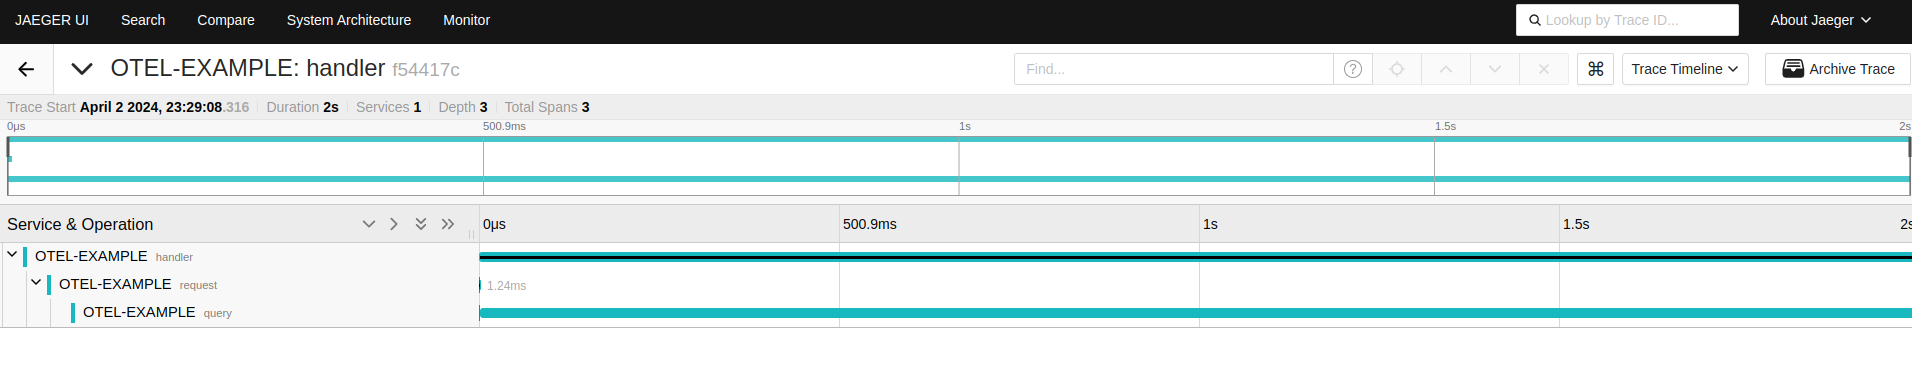 JAEGER UI Search Compare System Architecture Monitor Lookup by Trace ID... About Jaeger
OTEL-EXAMPLE: handler f54417c Find... ? ⌘ Trace Timeline Archive Trace
Trace Start April 2 2024, 23:29:08.316 Duration 2s Services 1 Depth 3 Total Spans 3
0μs 500.9ms 1s 1.5s 2s
Service & Operation 0μs 500.9ms 1s 1.5s 2s
OTEL-EXAMPLE handler
OTEL-EXAMPLE request 1.24ms
OTEL-EXAMPLE query